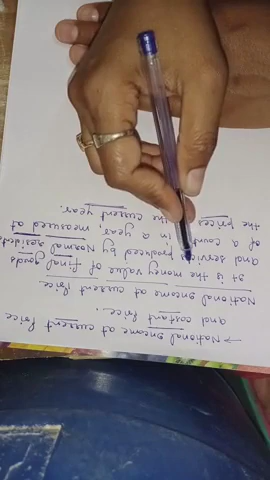 → National Income at current Price
and constant Price.
National Income at current Price
It is the money value of final goods
and services produced by Normal residents
of a country, in a year, measured at
the prices of the current year.